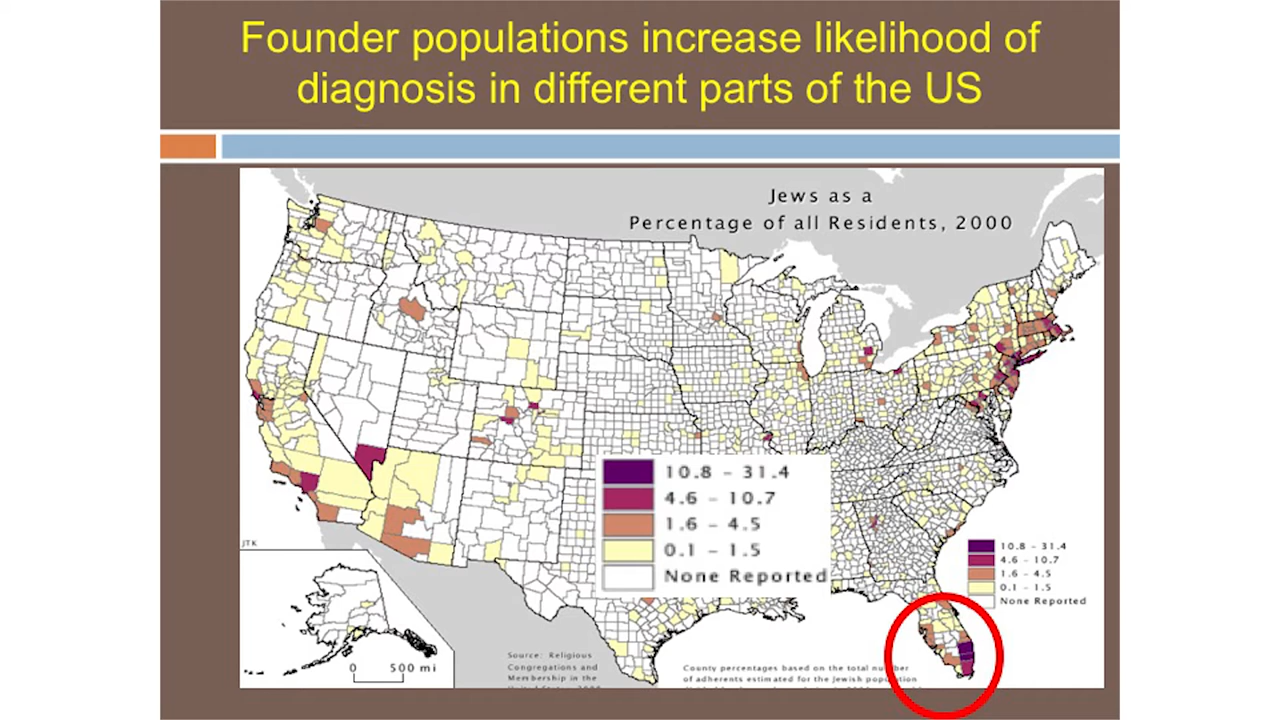 Founder populations increase likelihood of
diagnosis in different parts of the US
Jews as a
Percentage of all Residents, 2000
10.8 – 31.4
4.6 – 10.7
1.6 – 4.5
0.1 – 1.5
None Reported
JTK
10.8 – 31.4
4.6 – 10.7
1.6 – 4.5
0.1 – 1.5
None Reported
0 500 mi
Source: Religious
Congregations and
Membership in the
County percentages based on the total number
of adherents estimated for the Jewish population